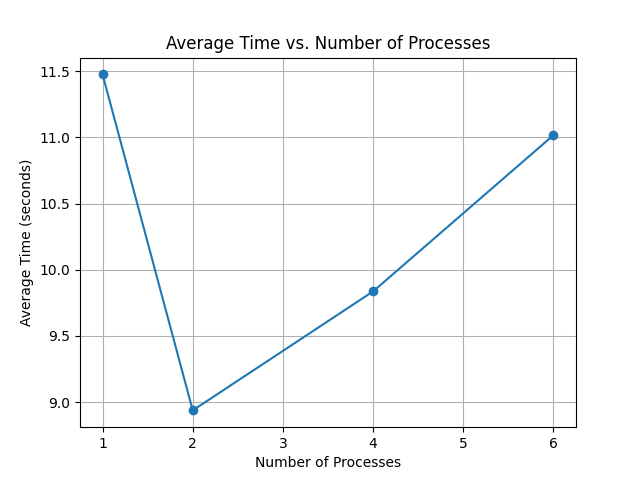 Average Time vs. Number of Processes
11.5
11.0
10.5
10.0
9.5
9.0
Average Time (seconds)
1 2 3 4 5 6
Number of Processes